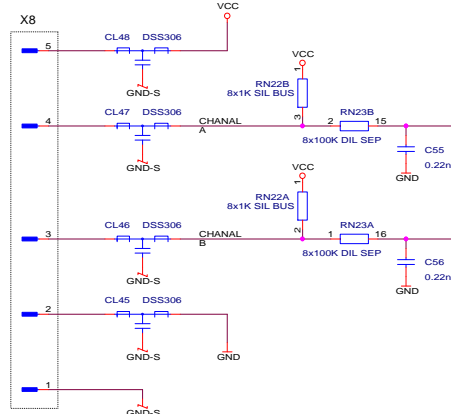 VCC
X8
CL48 DSS306
5
GND-S
VCC
1
RN22B
8x1K SIL BUS
3
CL47 DSS306
RN23B
4
CHANAL
A
2 15
8x100K DIL SEP
C55
0.22n
GND-S
GND
VCC
1
RN22A
8x1K SIL BUS
2
CL46 DSS306
RN23A
3
CHANAL
B
1 16
8x100K DIL SEP
C56
0.22n
GND-S
GND
CL45 DSS306
2
GND-S
GND
1
GND-S